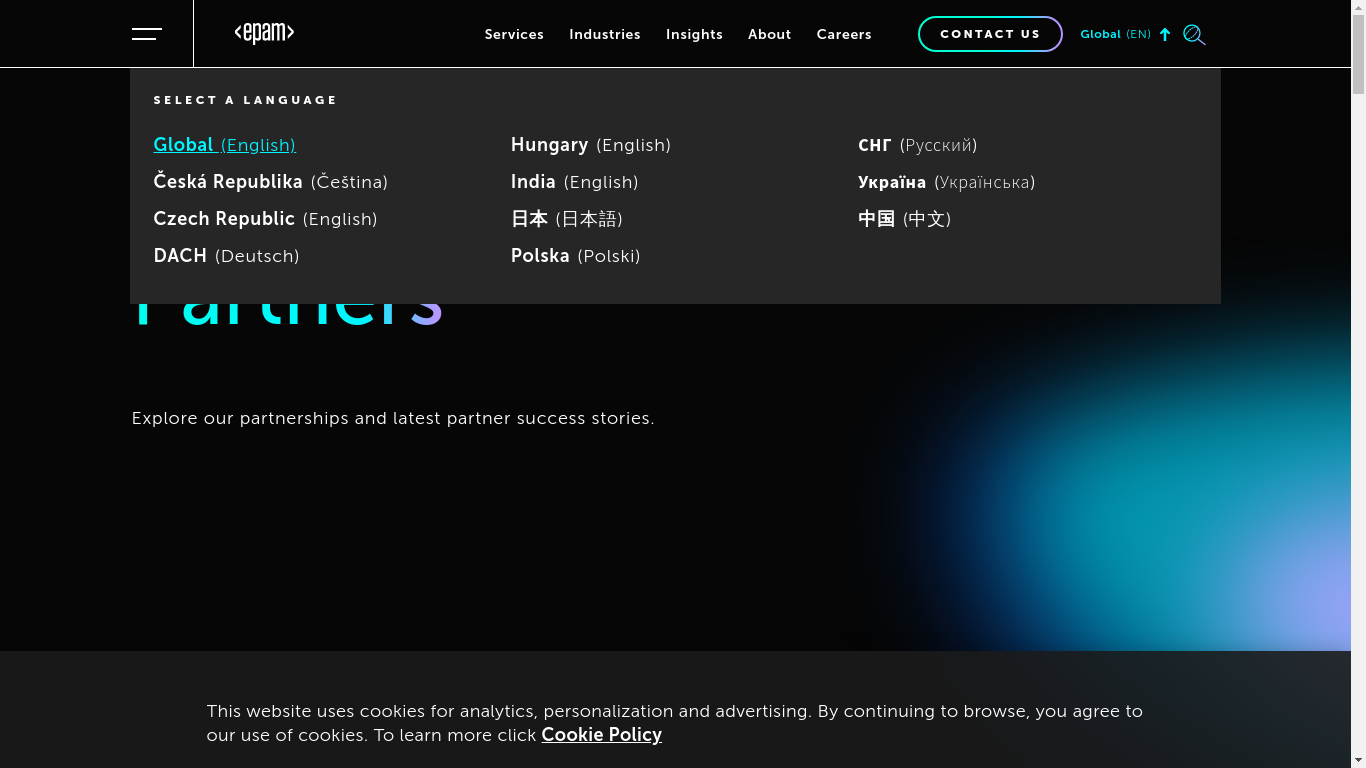 <epam>
Services Industries Insights About Careers CONTACT US Global (EN)
SELECT A LANGUAGE
Global (English)
Česká Republika (Čeština)
Czech Republic (English)
DACH (Deutsch)
Hungary (English)
India (English)
日本 (日本語)
Polska (Polski)
СНГ (Русский)
Україна (Українська)
中国 (中文)
Partners
Explore our partnerships and latest partner success stories.
This website uses cookies for analytics, personalization and advertising. By continuing to browse, you agree to
our use of cookies. To learn more click Cookie Policy